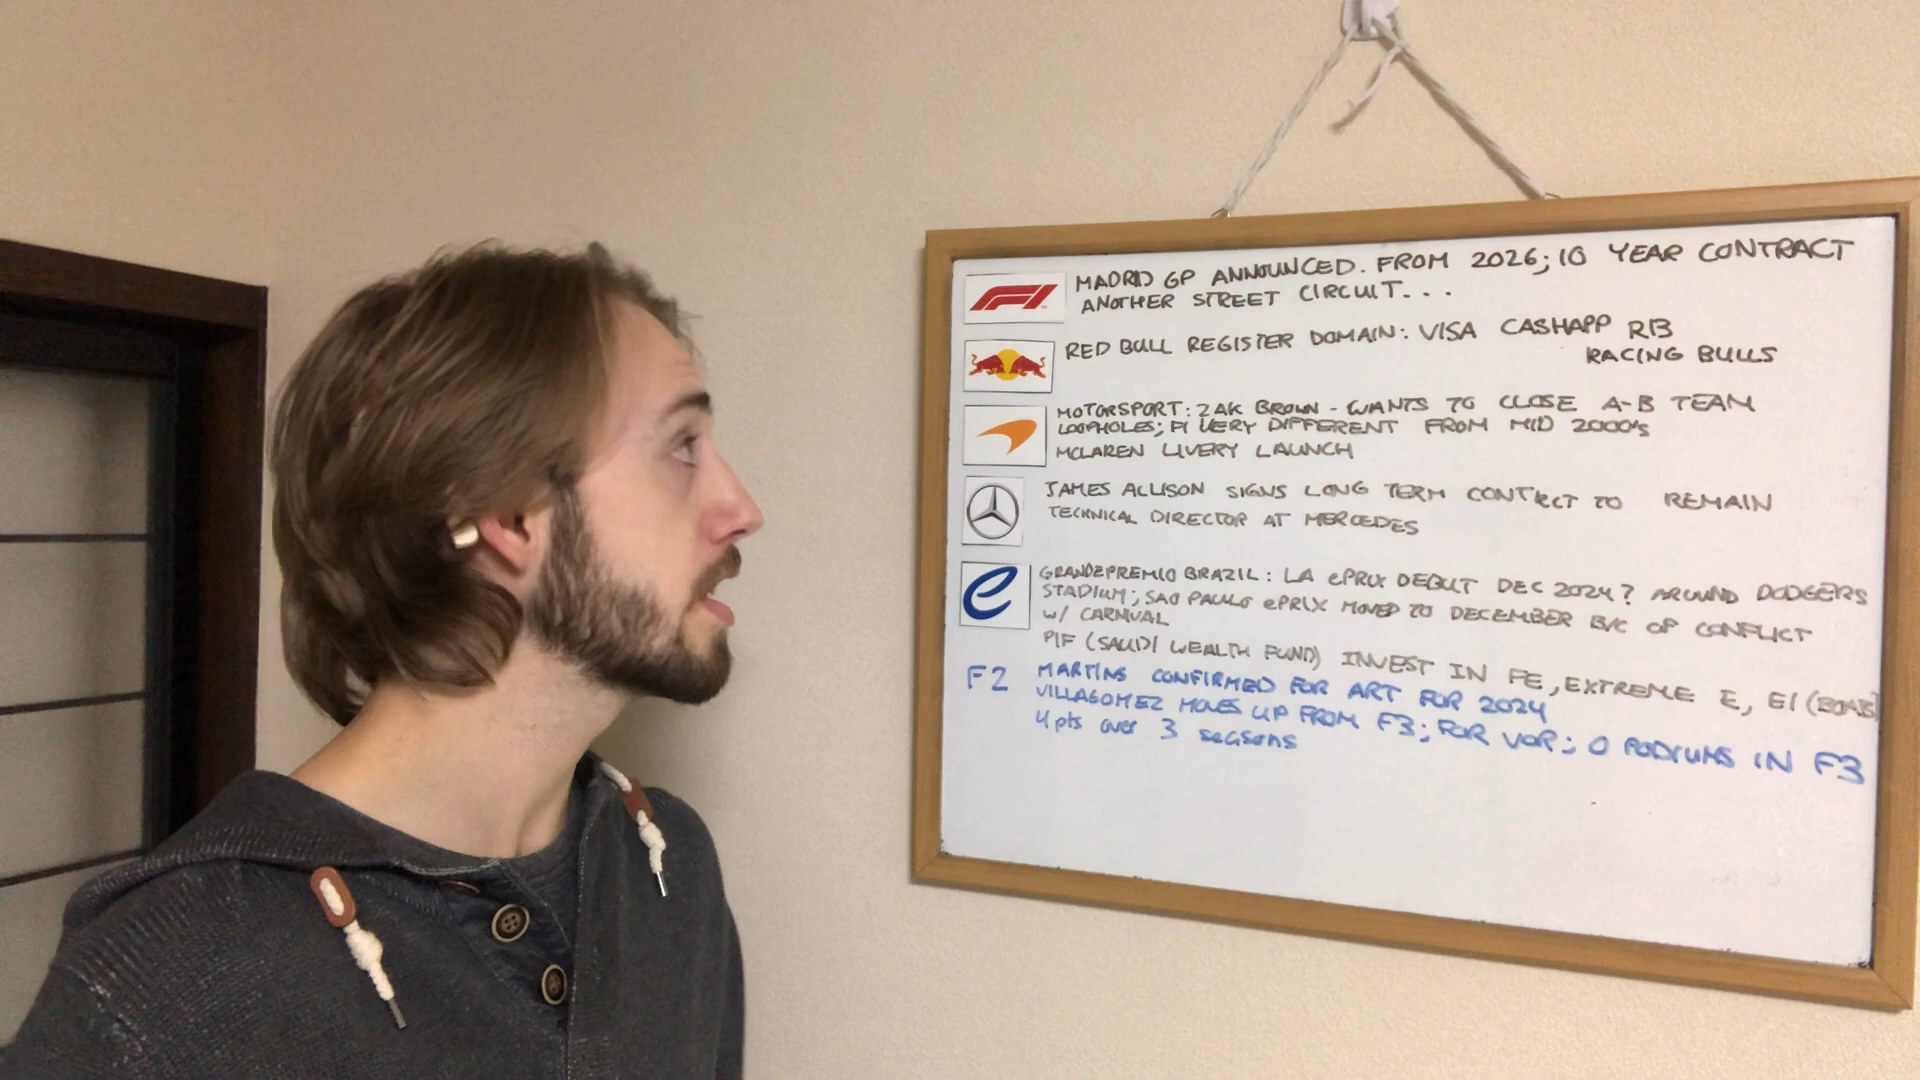 F1
MADRID GP ANNOUNCED. FROM 2026; 10 YEAR CONTRACT
ANOTHER STREET CIRCUIT...
RED BULL REGISTER DOMAIN: VISA CASHAPP RB
RACING BULLS
MOTORSPORT: ZAK BROWN - WANTS TO CLOSE A-B TEAM
LOOPHOLES; F1 VERY DIFFERENT FROM MID 2000's
MCLAREN LIVERY LAUNCH
JAMES ALLISON SIGNS LONG TERM CONTRCT TO REMAIN
TECHNICAL DIRECTOR AT MERCEDES
GRANDEPREMIO BRAZIL: LA ePRIX DEBUT DEC 2024? AROUND DODGERS
STADIUM; SAO PAULO ePRIX MOVED TO DECEMBER B/C OF CONFLICT
W/ CARNIVAL
PIF (SAUDI WEALTH FUND) INVEST IN FE, EXTREME E, E1 (BOATS)
F2 MARTINS CONFIRMED FOR ART FOR 2024
VILLAGOMEZ MOVES UP FROM F3; FOR VAR; 0 PODIUMS IN F3
4pts over 3 seasons